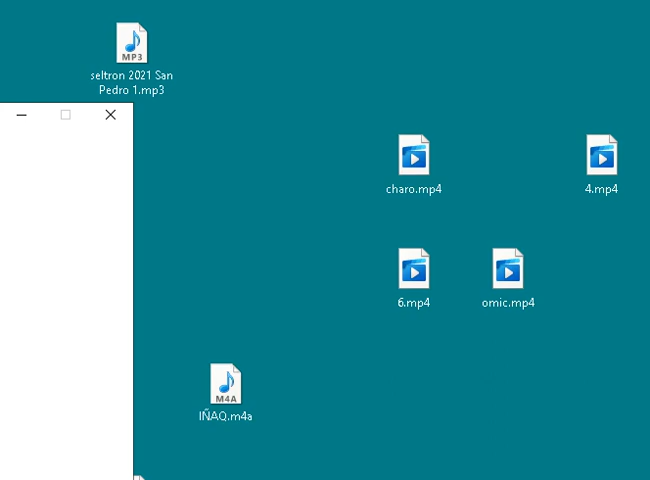 MP3
seltron 2021 San
Pedro 1.mp3
charo.mp4
4.mp4
6.mp4
omic.mp4
M4A
IÑAQ.m4a